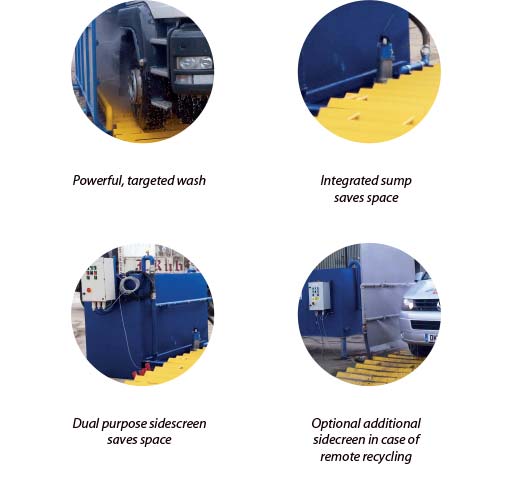 Powerful, targeted wash
Integrated sump
saves space
Dual purpose sidescreen
saves space
Optional additional
sidecreen in case of
remote recycling